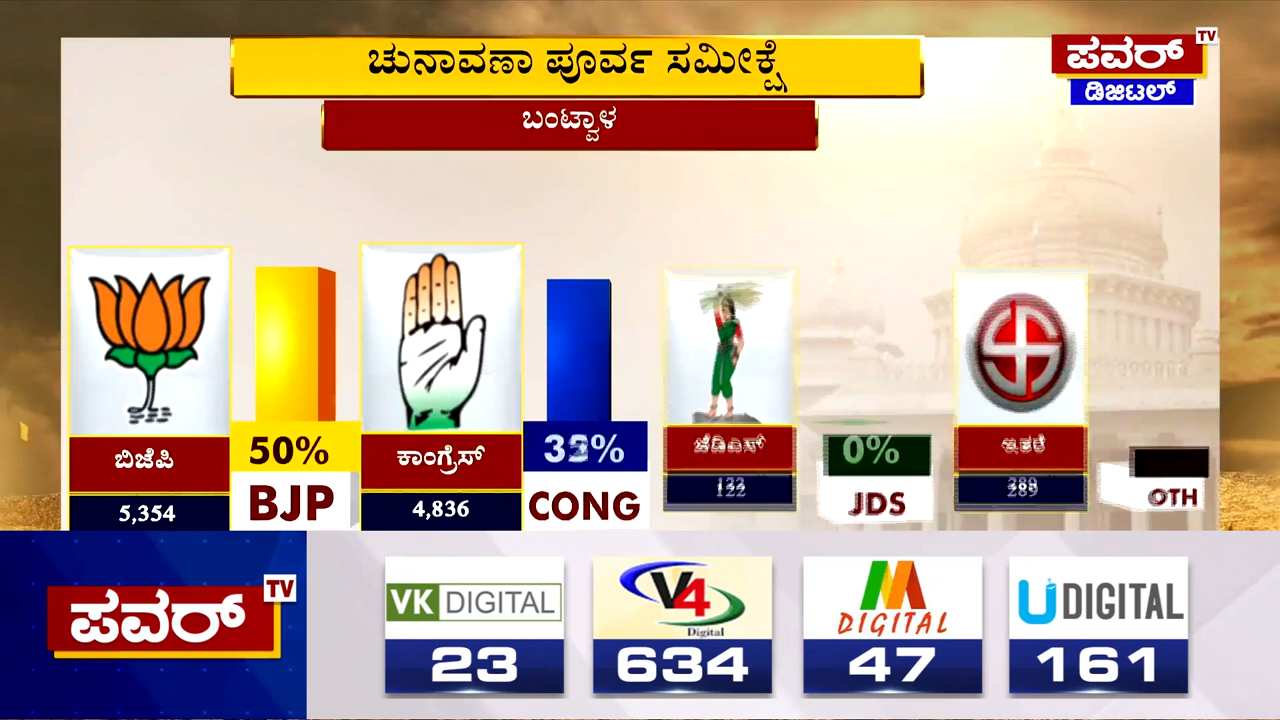 ಚುನಾವಣಾ ಪೂರ್ವ ಸಮೀಕ್ಷೆ
ಬಂಟ್ವಾಳ
ಪವರ್ TV
ಡಿಜಿಟಲ್
ಬಿಜೆಪಿ
5,354
50%
BJP
ಕಾಂಗ್ರೆಸ್
4,836
CONG
ಜೆಡಿಎಸ್
122
0%
JDS
ಇತರೆ
289
OTH
ಪವರ್ TV
VK DIGITAL
23
V4
Digital
634
M
DIGITAL
47
U DIGITAL
161